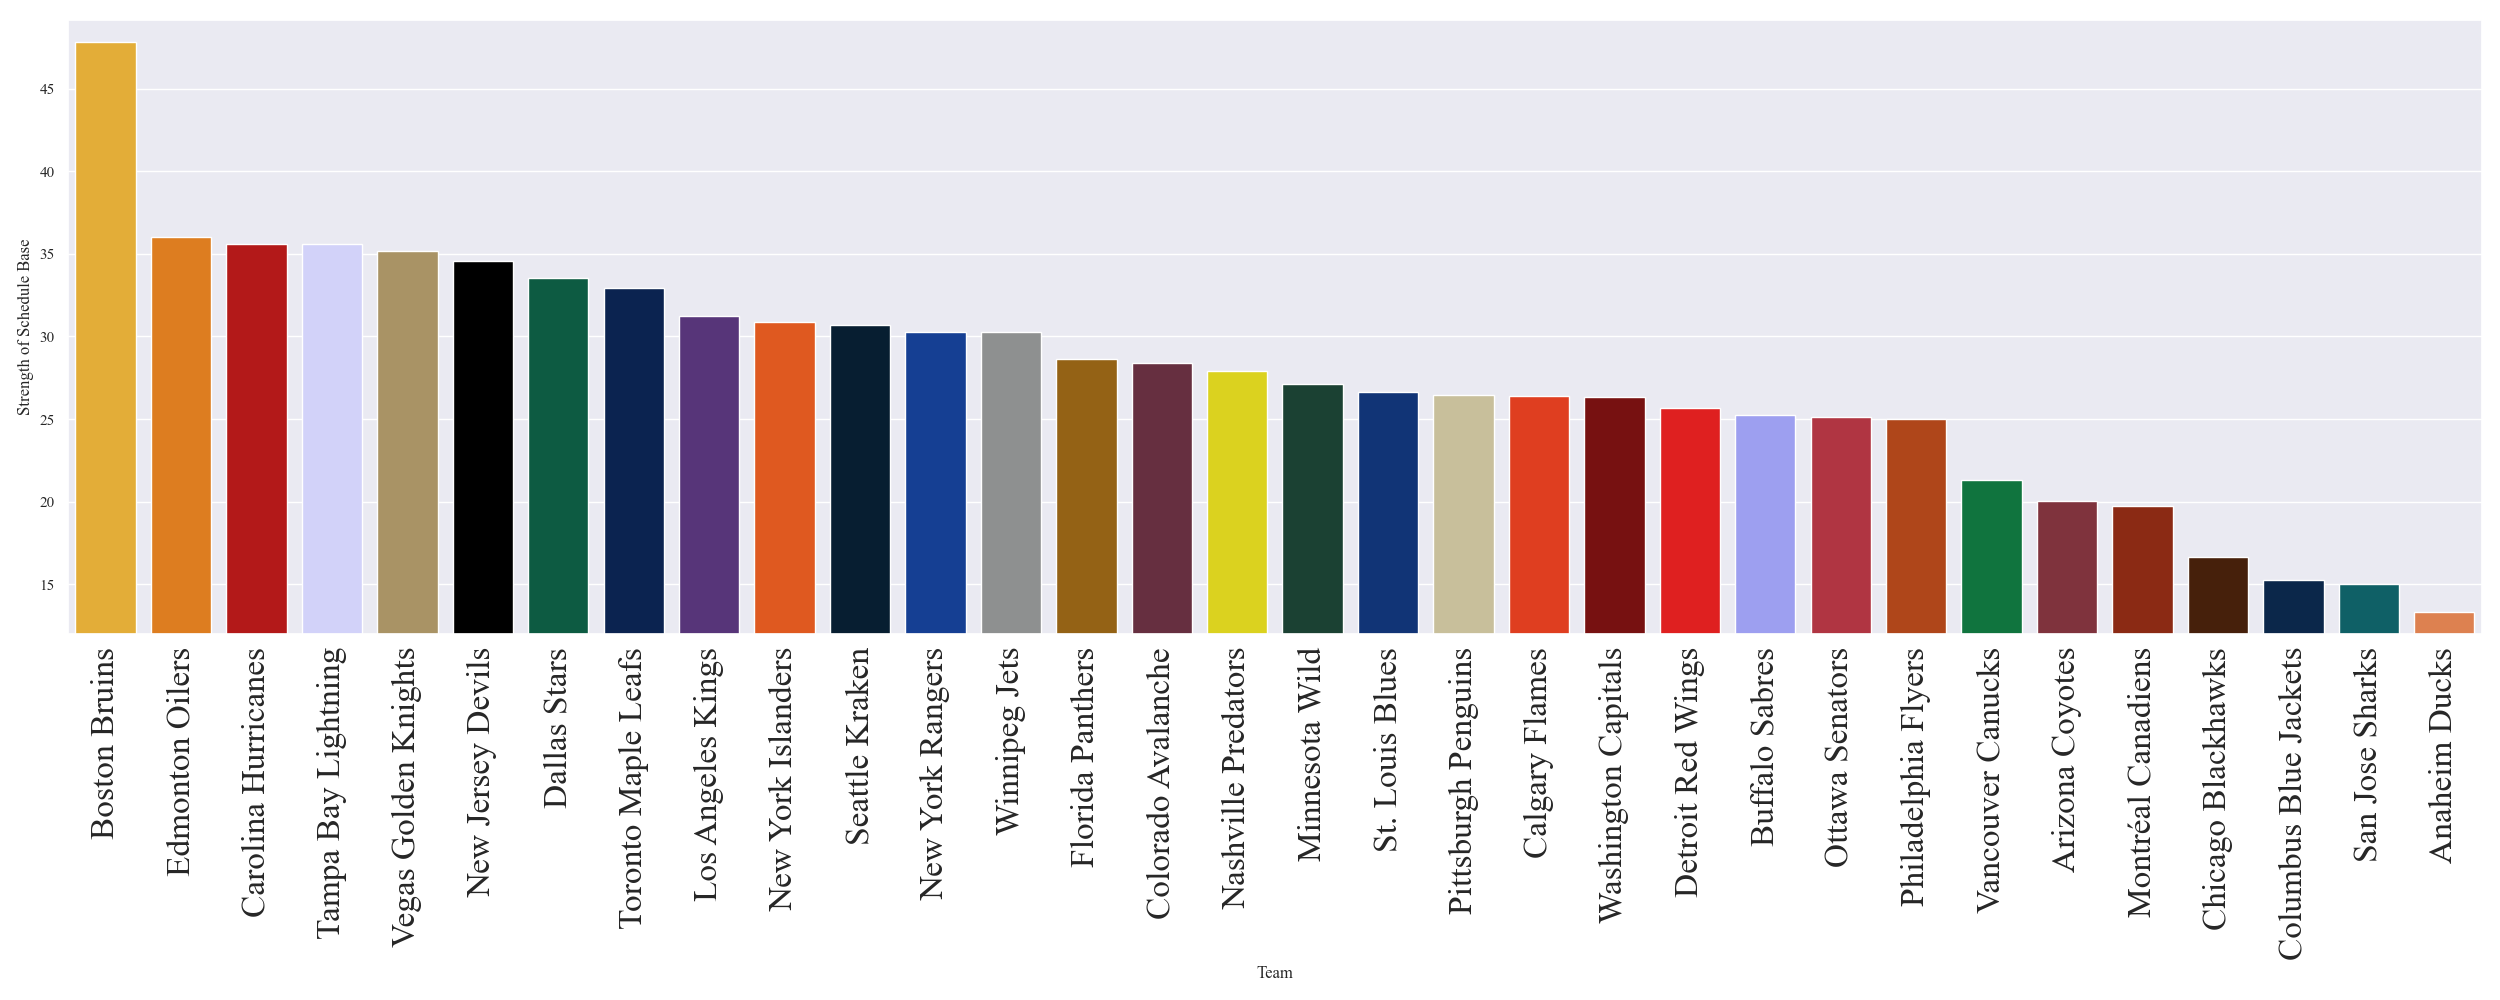 45
40
35
30
25
20
15
Strength of Schedule Base
Boston Bruins
Edmonton Oilers
Carolina Hurricanes
Tampa Bay Lightning
Vegas Golden Knights
New Jersey Devils
Dallas Stars
Toronto Maple Leafs
Los Angeles Kings
New York Islanders
Seattle Kraken
New York Rangers
Winnipeg Jets
Florida Panthers
Colorado Avalanche
Nashville Predators
Minnesota Wild
St. Louis Blues
Pittsburgh Penguins
Calgary Flames
Washington Capitals
Detroit Red Wings
Buffalo Sabres
Ottawa Senators
Philadelphia Flyers
Vancouver Canucks
Arizona Coyotes
Montréal Canadiens
Chicago Blackhawks
Columbus Blue Jackets
San Jose Sharks
Anaheim Ducks
Team